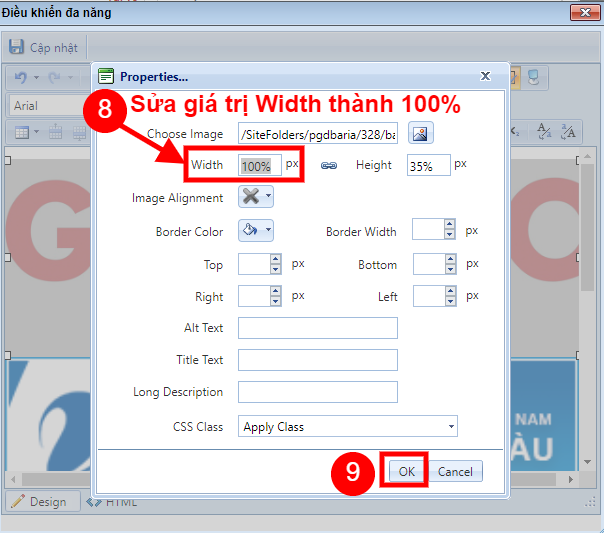 Điều khiển đa năng
Cập nhật
Properties...
Arial
8 Sửa giá trị Width thành 100%
Choose Image /SiteFolders/pgdbaria/328/ba
Width 100% px Height 35% px
Image Alignment
Border Color Border Width px
Top px Bottom px
Right px Left px
Alt Text
Title Text
Long Description
NAM
CSS Class Apply Class
ÀU
9 OK Cancel
Design HTML